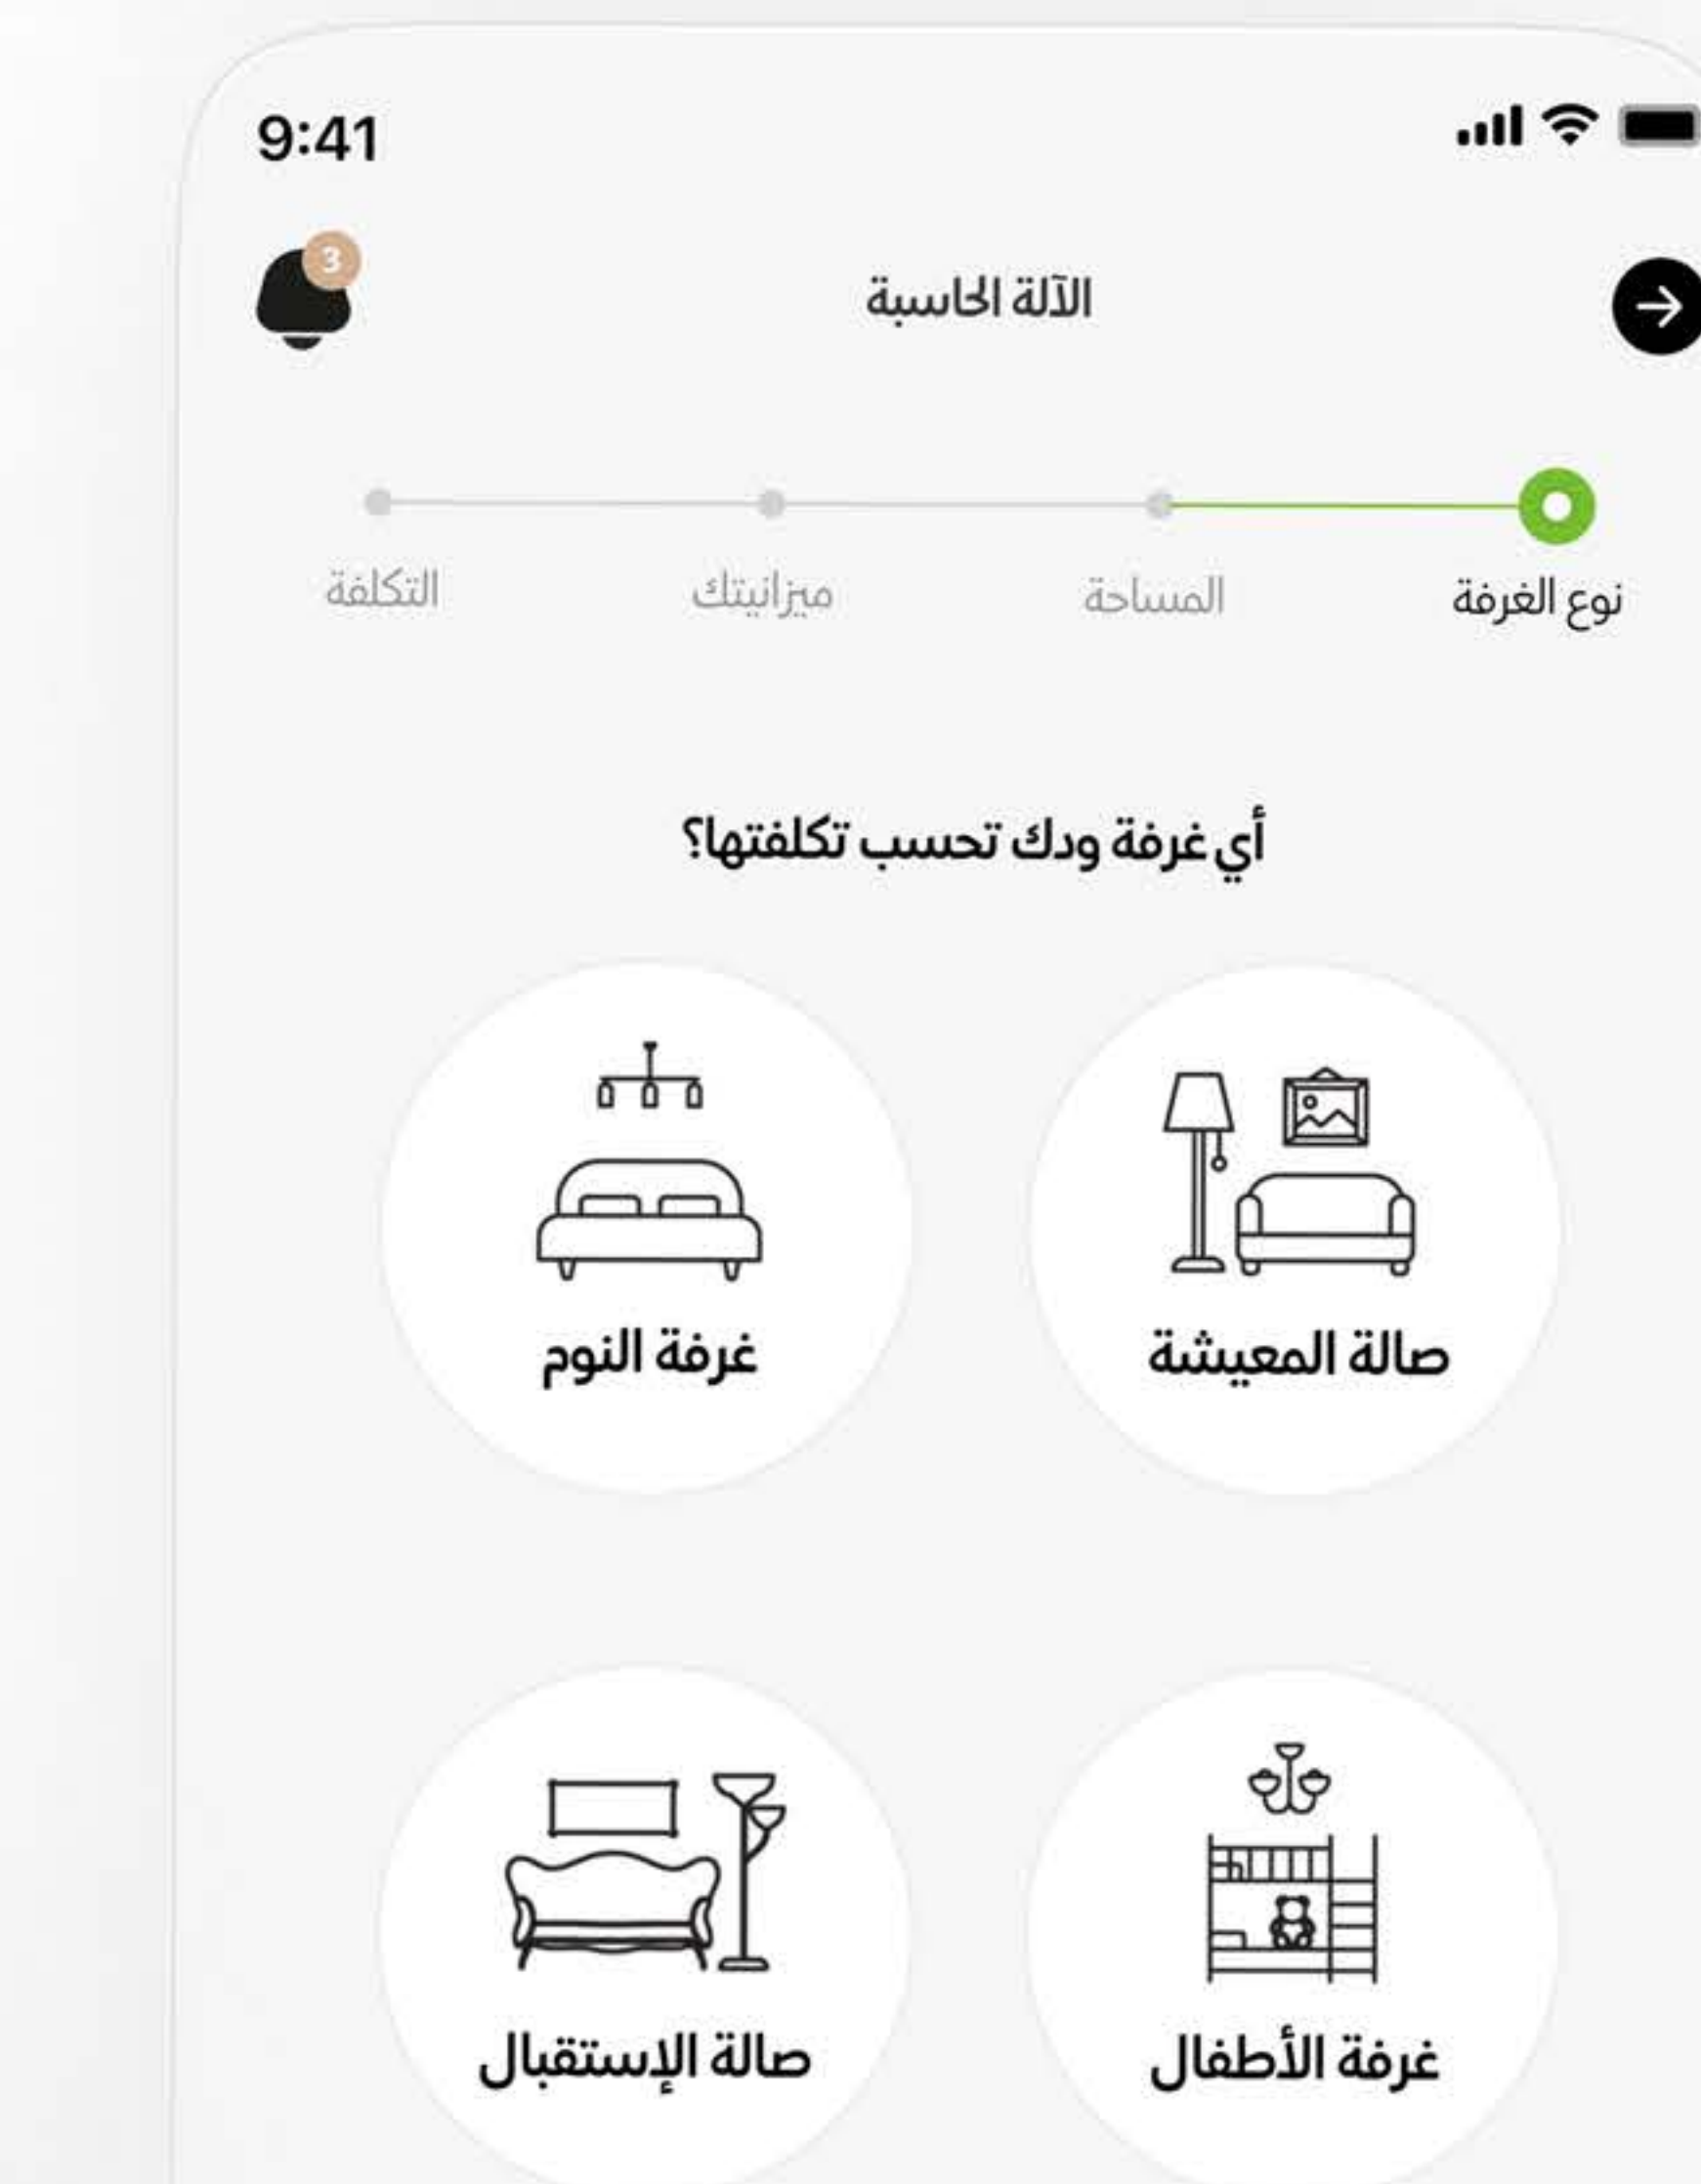 9:41
الآلة الحاسبة
3
نوع الغرفة
المساحة
ميزانيتك
التكلفة
أي غرفة ودك تحسب تكلفتها؟
صالة المعيشة
غرفة النوم
غرفة الأطفال
صالة الإستقبال